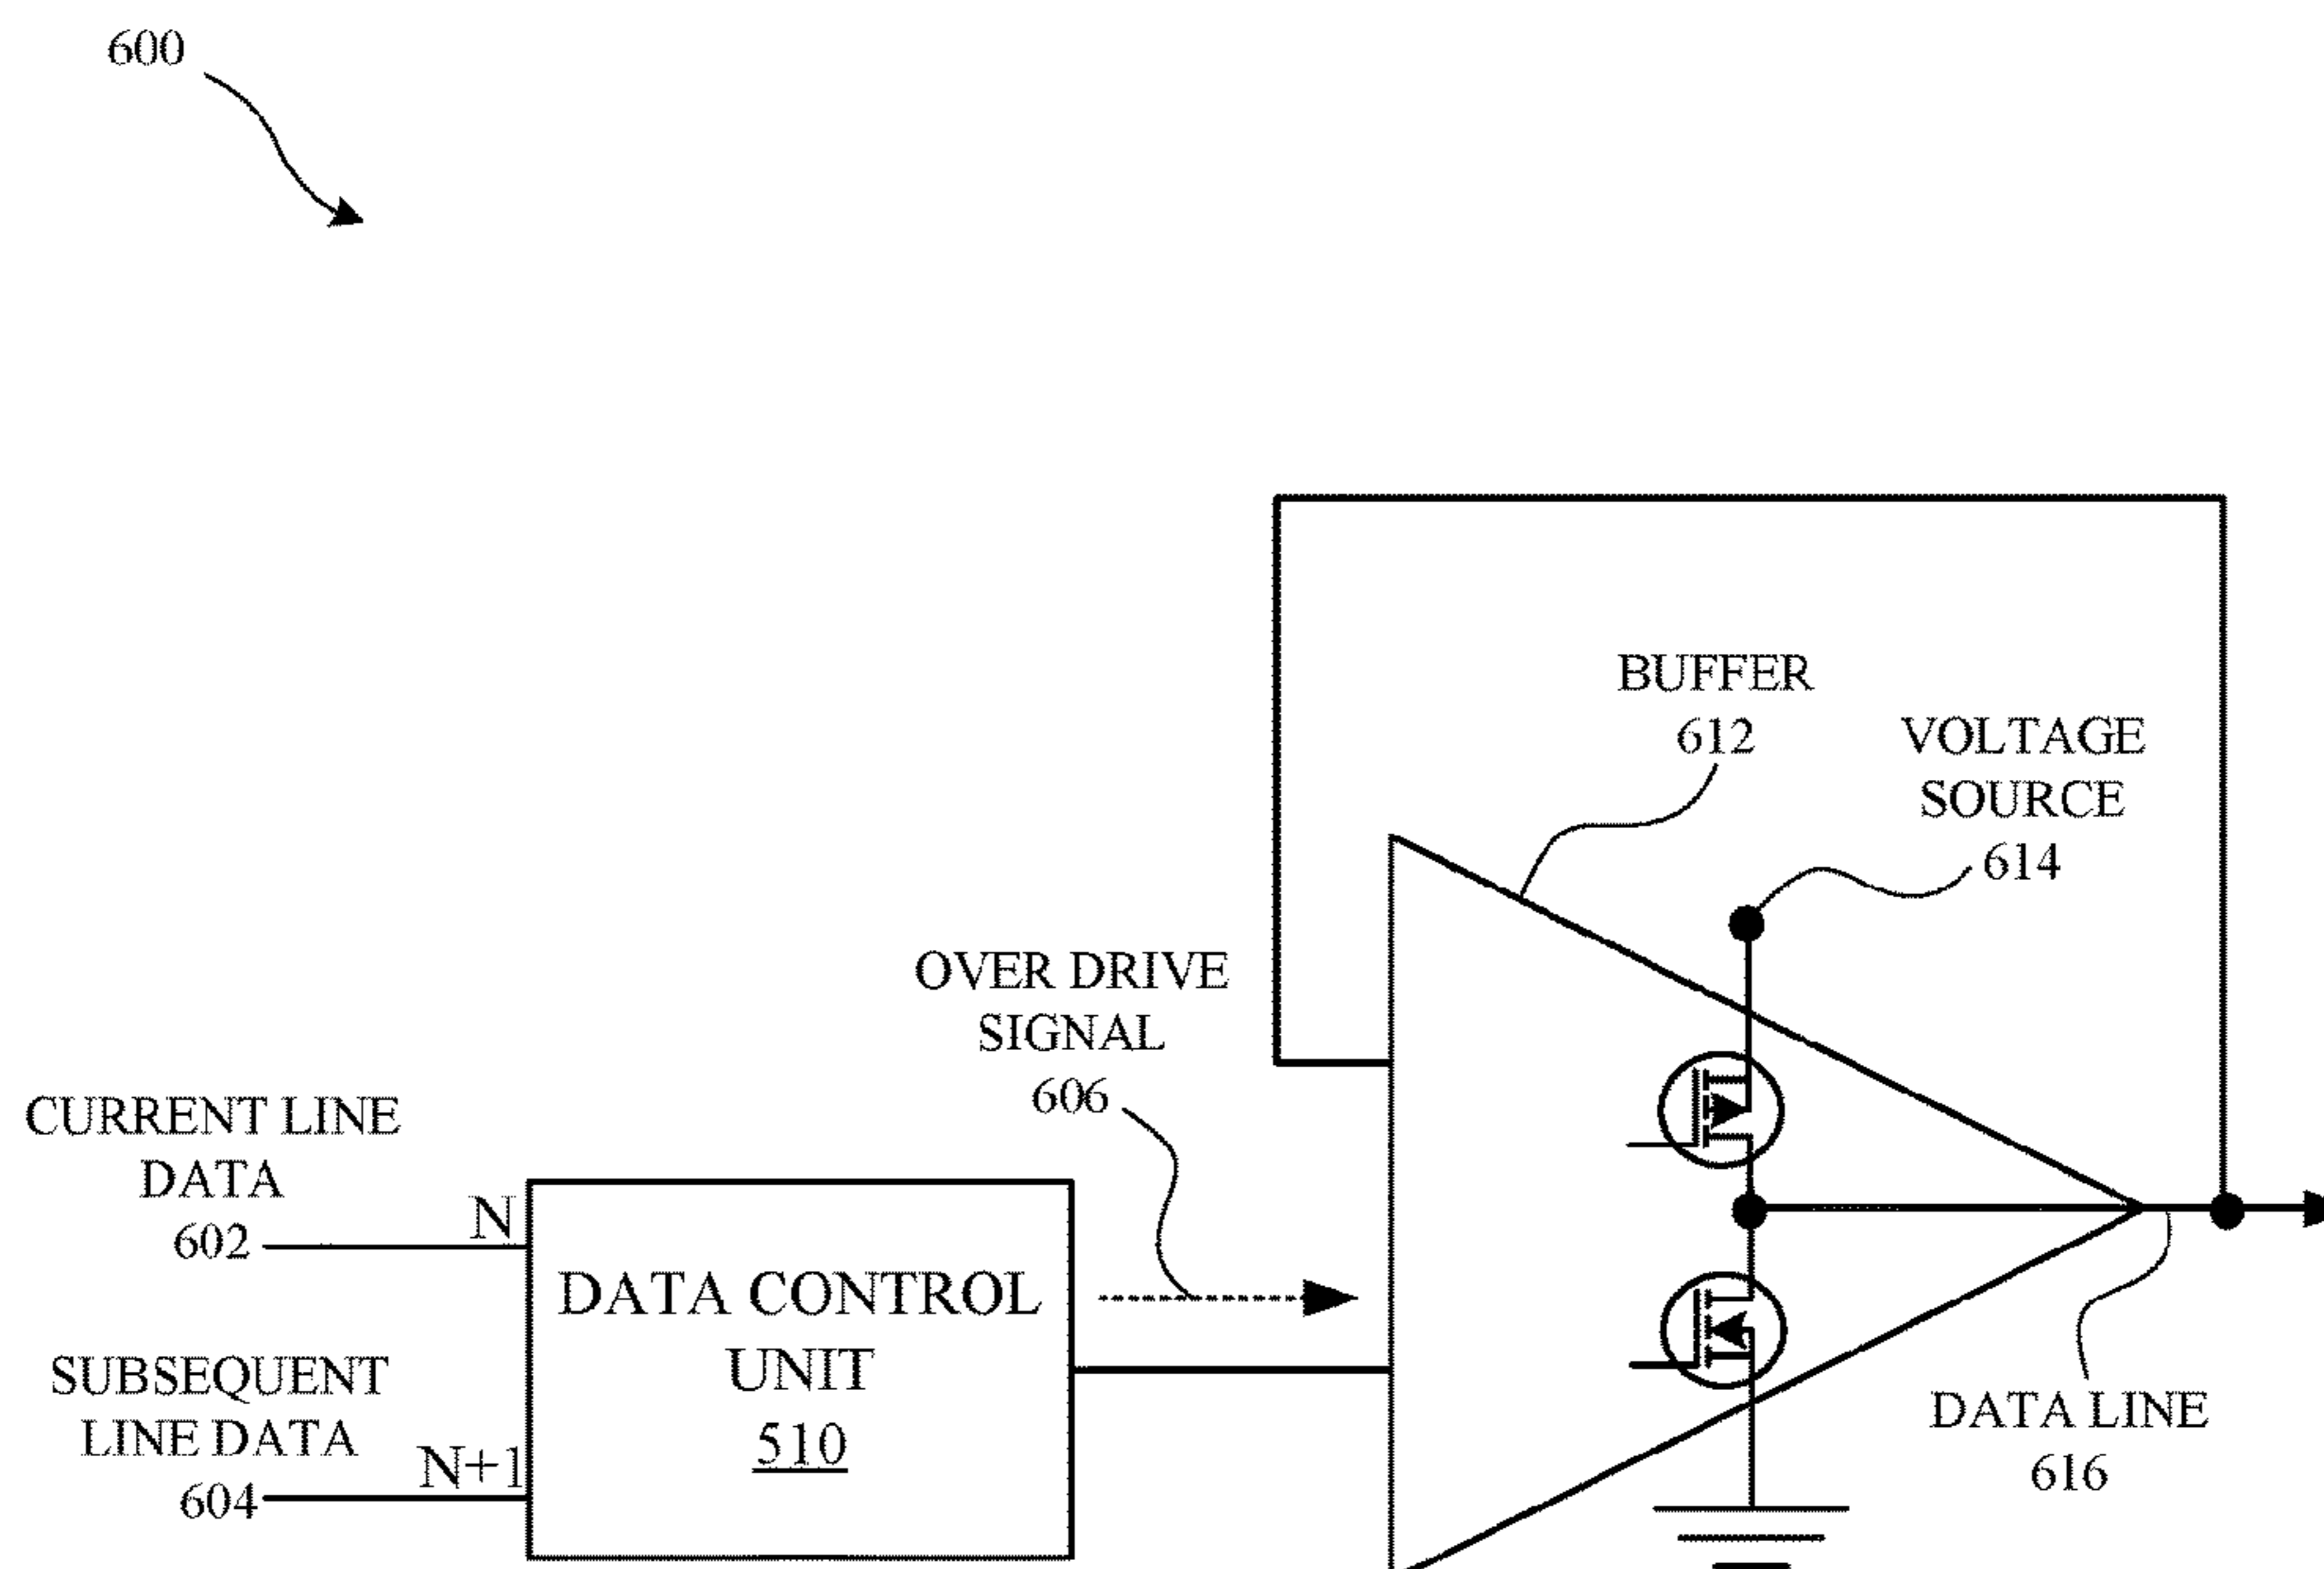 600
BUFFER
612
VOLTAGE
SOURCE
614
OVER DRIVE
SIGNAL
606
CURRENT LINE
DATA
602
N
SUBSEQUENT
LINE DATA
604
N+1
DATA CONTROL
UNIT
510
DATA LINE
616